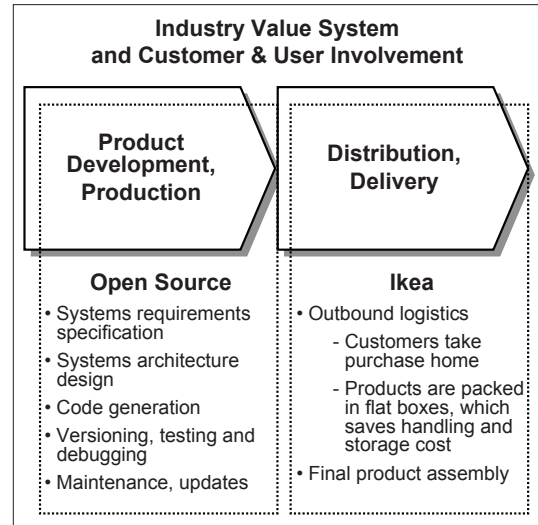 Industry Value System
and Customer & User Involvement
Product
Development,
Production
Distribution,
Delivery
Open Source
• Systems requirements
specification
• Systems architecture
design
• Code generation
• Versioning, testing and
debugging
• Maintenance, updates
Ikea
• Outbound logistics
- Customers take
purchase home
- Products are packed
in flat boxes, which
saves handling and
storage cost
• Final product assembly